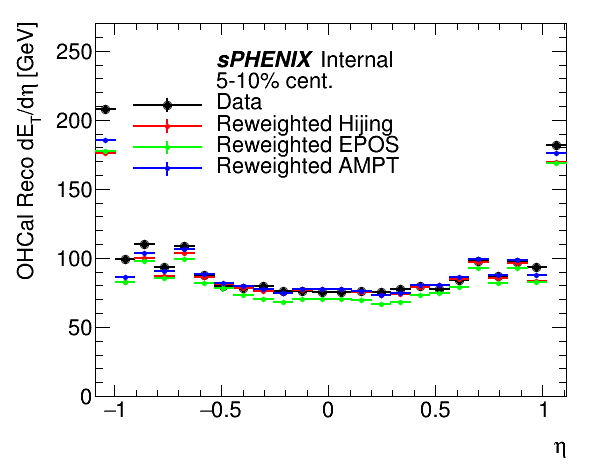 OHCal Reco dE_T/dη [GeV]
250
200
150
100
50
0
sPHENIX Internal
5-10% cent.
Data
Reweighted Hijing
Reweighted EPOS
Reweighted AMPT
−1
−0.5
0
0.5
1
η